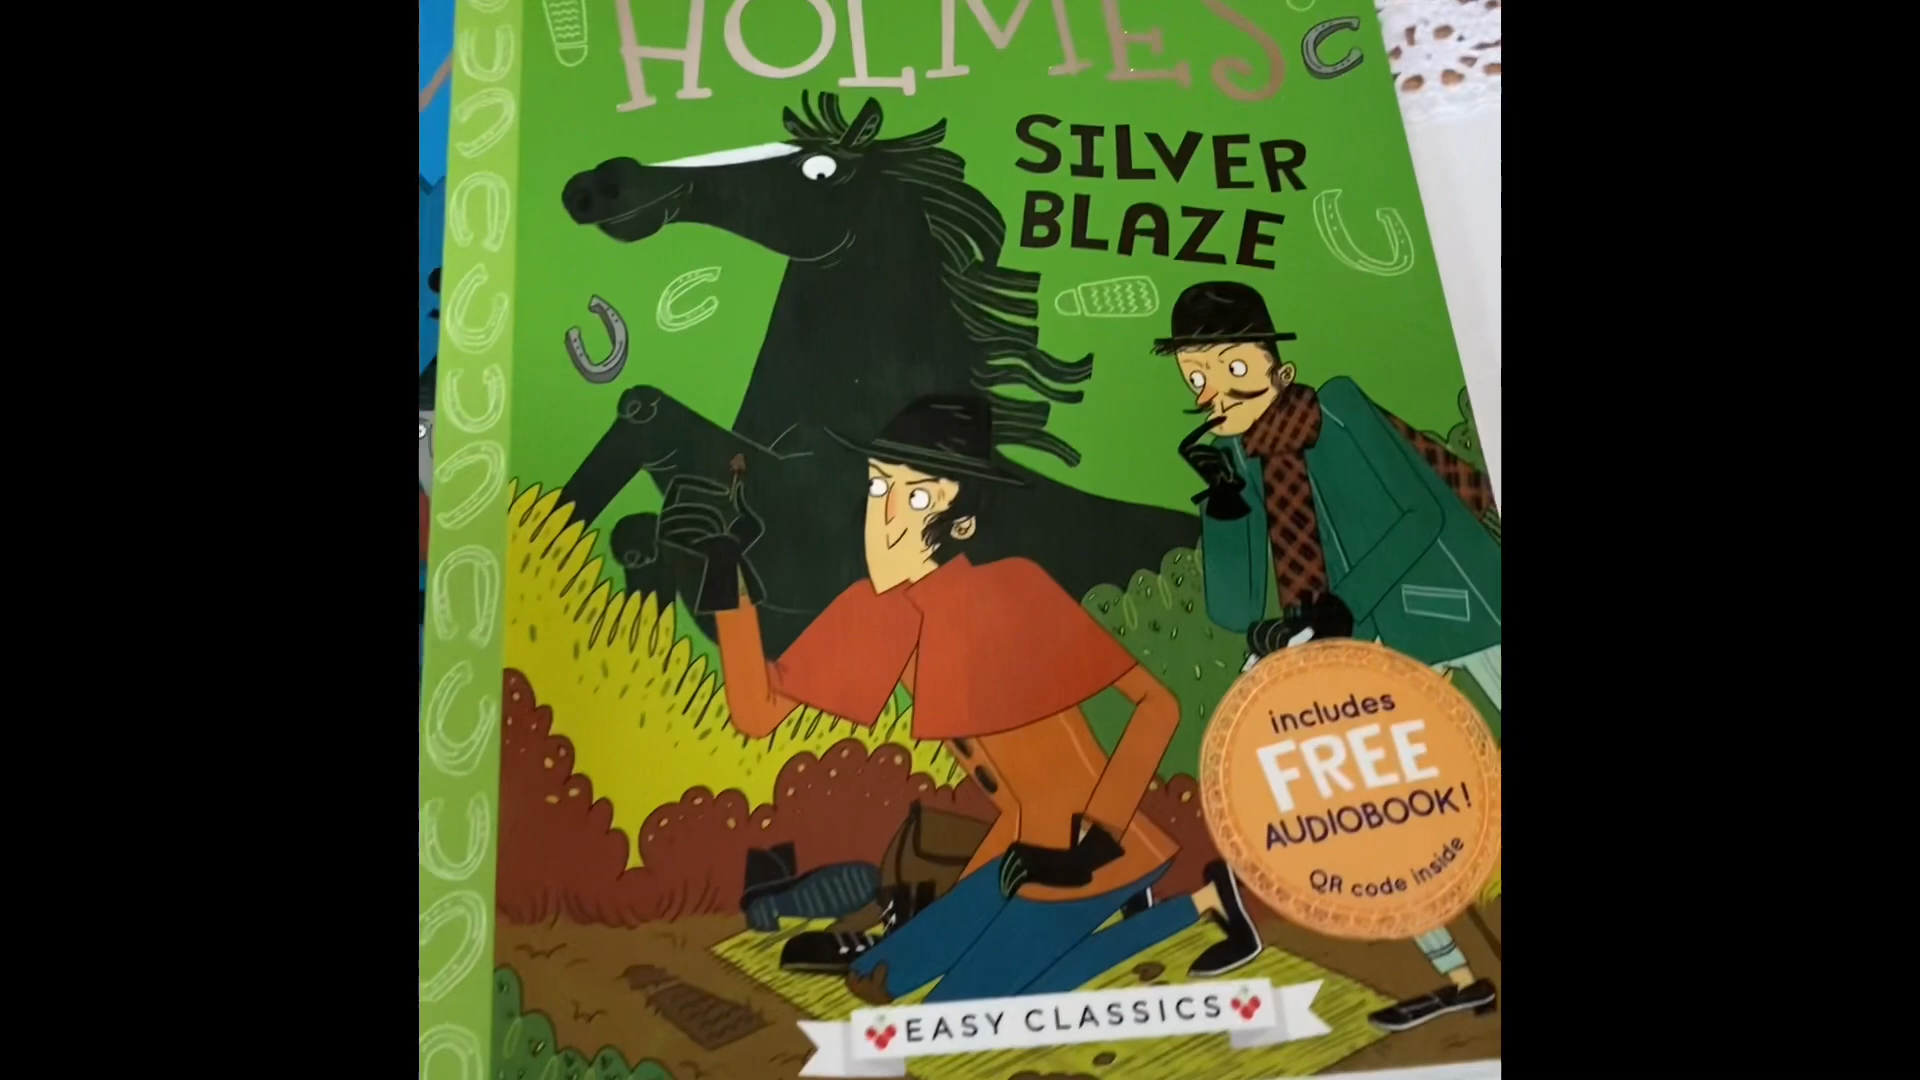 HOLMES
SILVER
BLAZE
includes
FREE
AUDIOBOOK!
QR code inside
EASY CLASSICS